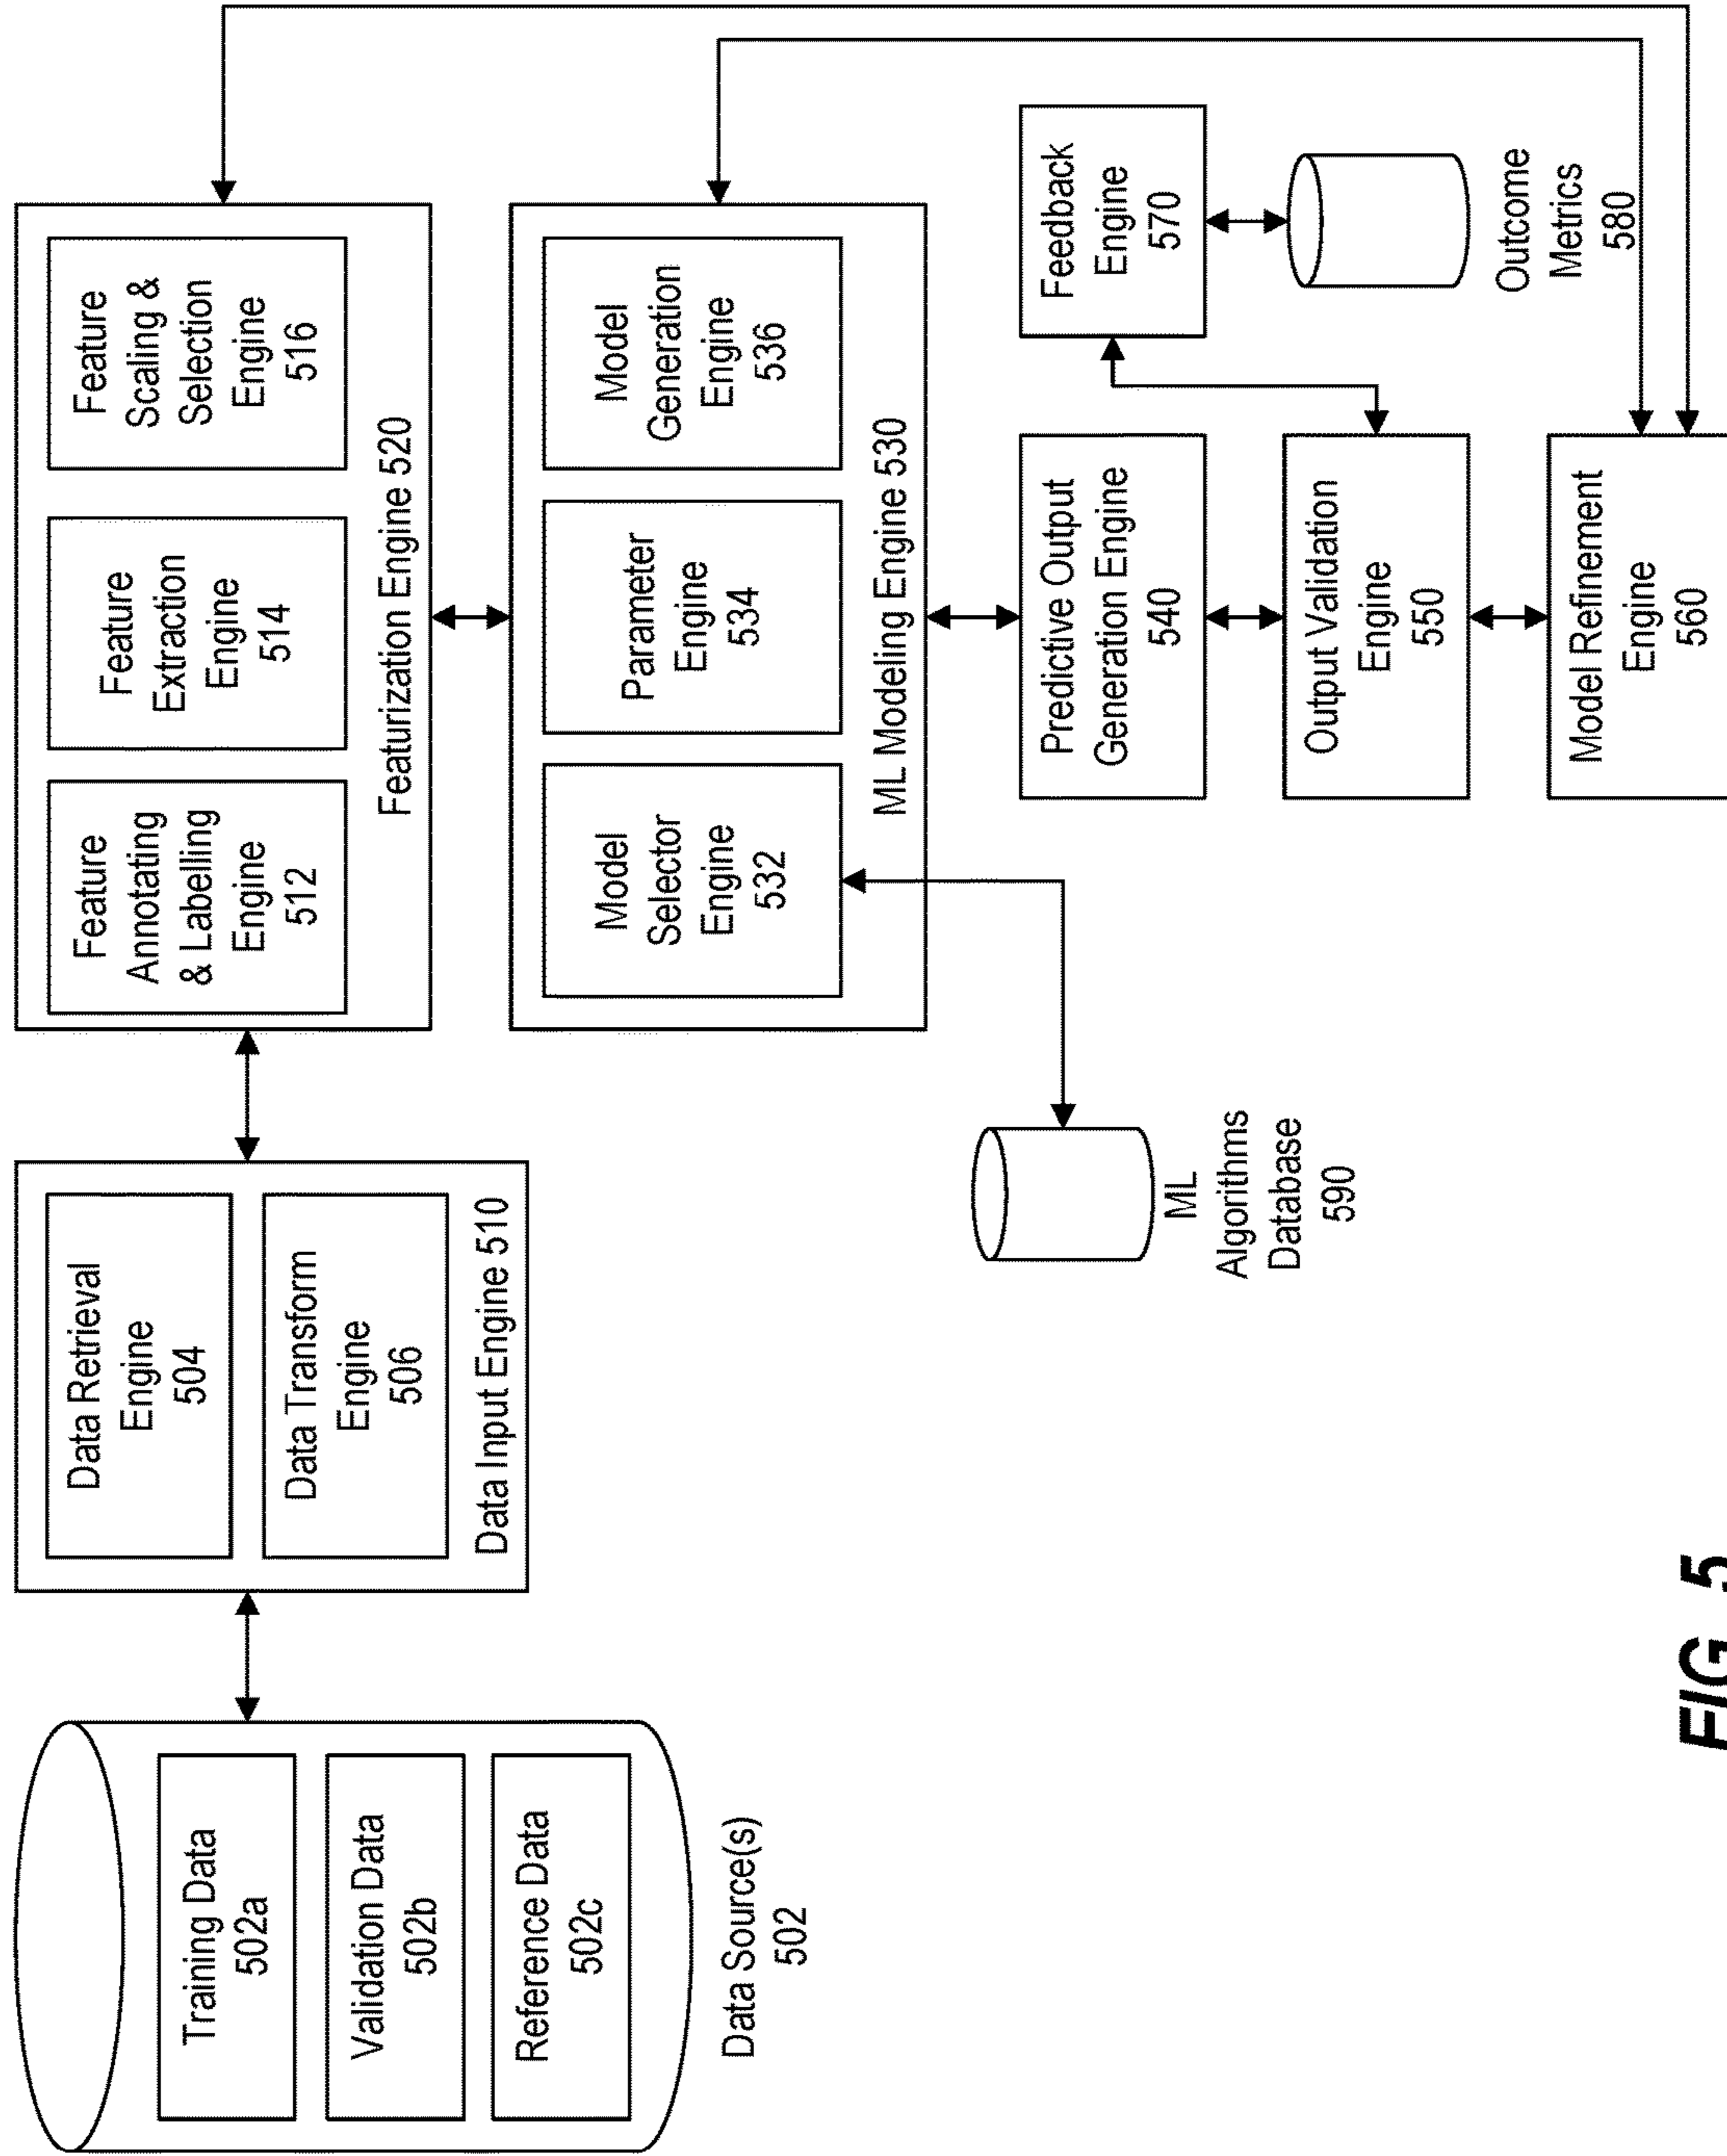 Training Data
502a
Validation Data
502b
Reference Data
502c
Data Source(s)
502
Data Retrieval
Engine
504
Data Transform
Engine
506
Data Input Engine 510
Feature
Annotating
& Labelling
Engine
512
Feature
Extraction
Engine
514
Feature
Scaling &
Selection
Engine
516
Featurization Engine 520
Model
Selector
Engine
532
Parameter
Engine
534
Model
Generation
Engine
536
ML Modeling Engine 530
ML
Algorithms
Database
590
Predictive Output
Generation Engine
540
Output Validation
Engine
550
Model Refinement
Engine
560
Feedback
Engine
570
Outcome
Metrics
580
FIG. 5